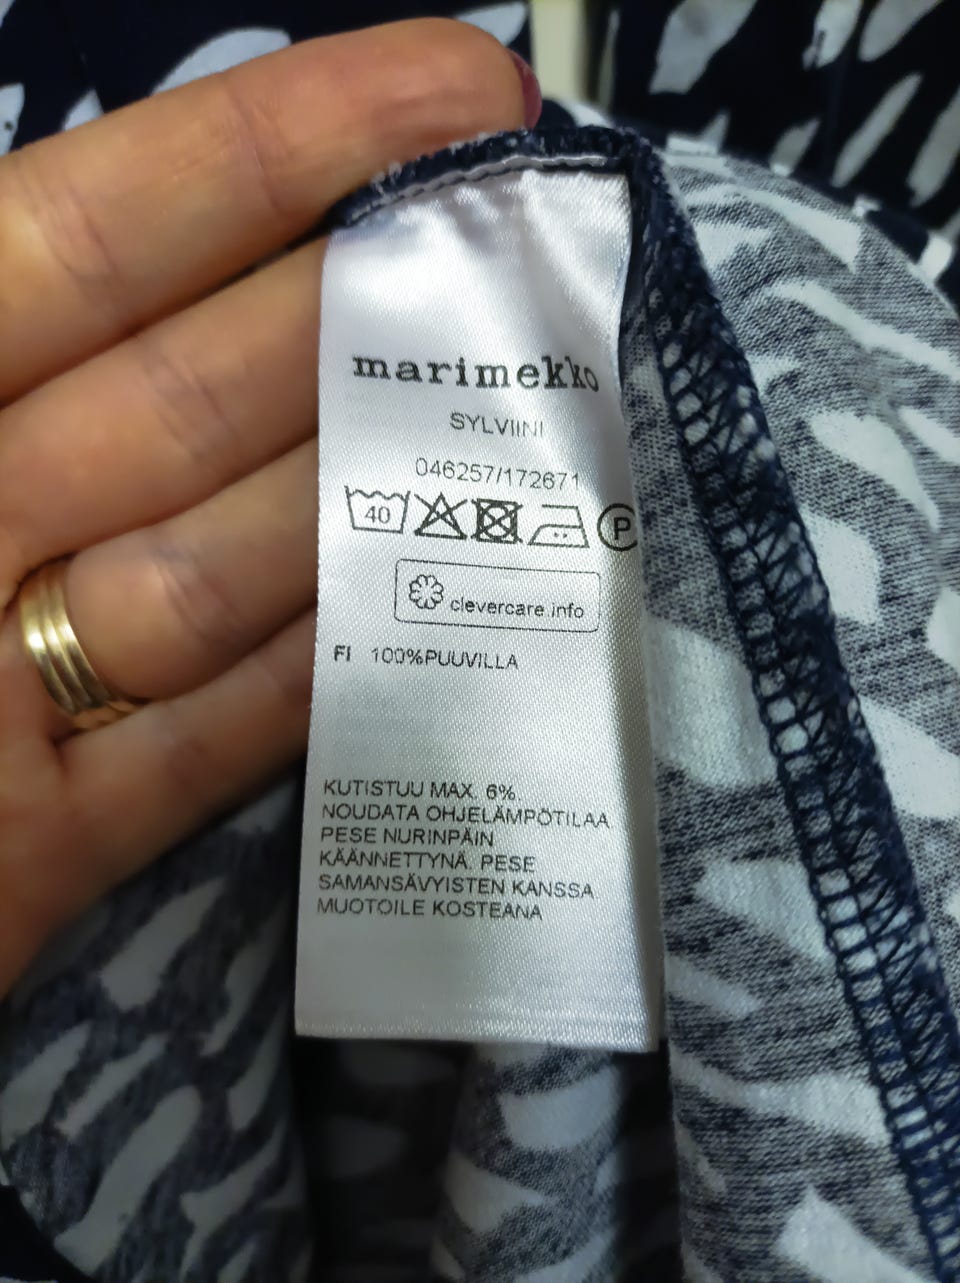 marimekko
SYLVIINI
046257/172671
40 P
clevercare.info
FI 100%PUUVILLA
KUTISTUU MAX. 6%.
NOUDATA OHJELÄMPÖTILAA
PESE NURINPÄIN
KÄÄNNETTYNÄ. PESE
SAMANSÄVYISTEN KANSSA
MUOTOILE KOSTEANA